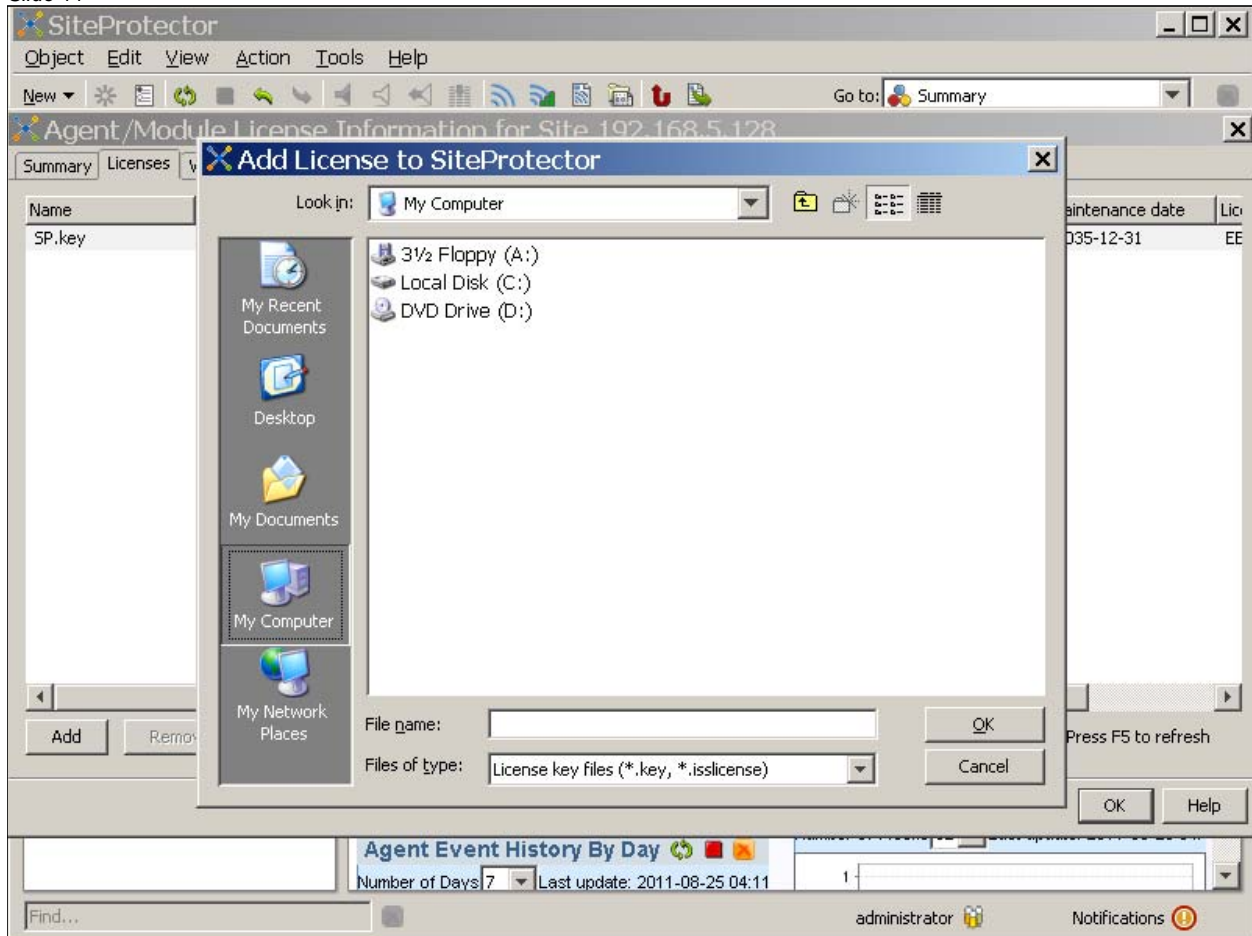 SiteProtector
Object Edit View Action Tools Help
New Go to: Summary
Agent/Module License Information for Site 192.168.5.128
Summary Licenses
Add License to SiteProtector
Look in: My Computer
Name
aintenance date Lic
SP.key
035-12-31 EE
3½ Floppy (A:)
Local Disk (C:)
DVD Drive (D:)
My Recent
Documents
Desktop
My Documents
My Computer
My Network
Places
File name:
OK
Files of type: License key files (*.key, *.isslicense)
Cancel
Add Remov
Press F5 to refresh
OK Help
Agent Event History By Day
Number of Days 7 Last update: 2011-08-25 04:11
1
Find...
administrator Notifications